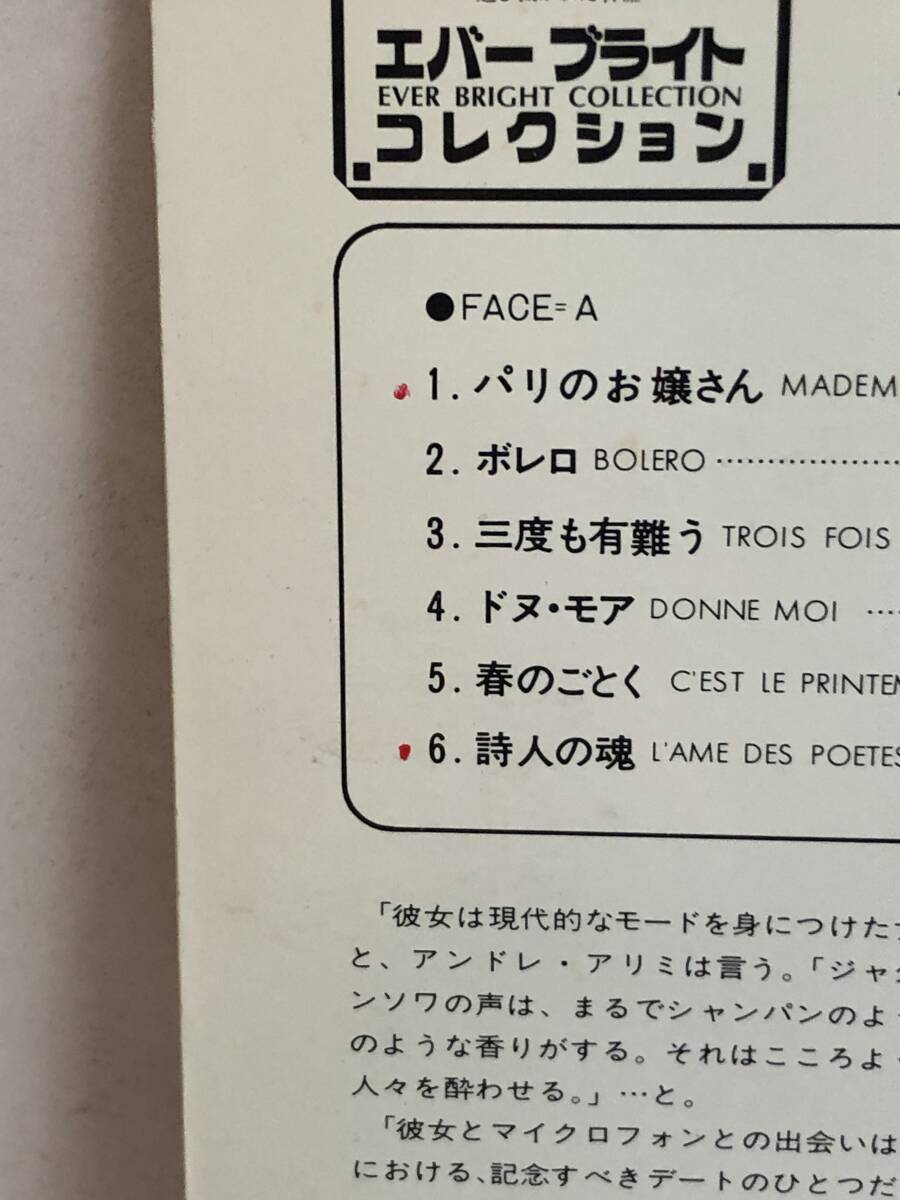 エバー ブライト
EVER BRIGHT COLLECTION
コレクション
●FACE=A
1. パリのお嬢さん MADEM
2. ボレロ BOLERO ………………
3. 三度も有難う TROIS FOIS
4. ドヌ・モア DONNE MOI ……
5. 春のごとく C'EST LE PRINTEM
6. 詩人の魂 L'AME DES POETES
「彼女は現代的なモードを身につけた
と、アンドレ・アリミは言う。「ジャ
ンソワの声は、まるでシャンパンのよ
のような香りがする。それはこころよ
人々を酔わせる。」…と。
「彼女とマイクロフォンとの出会いは
における、記念すべきデートのひとつだ